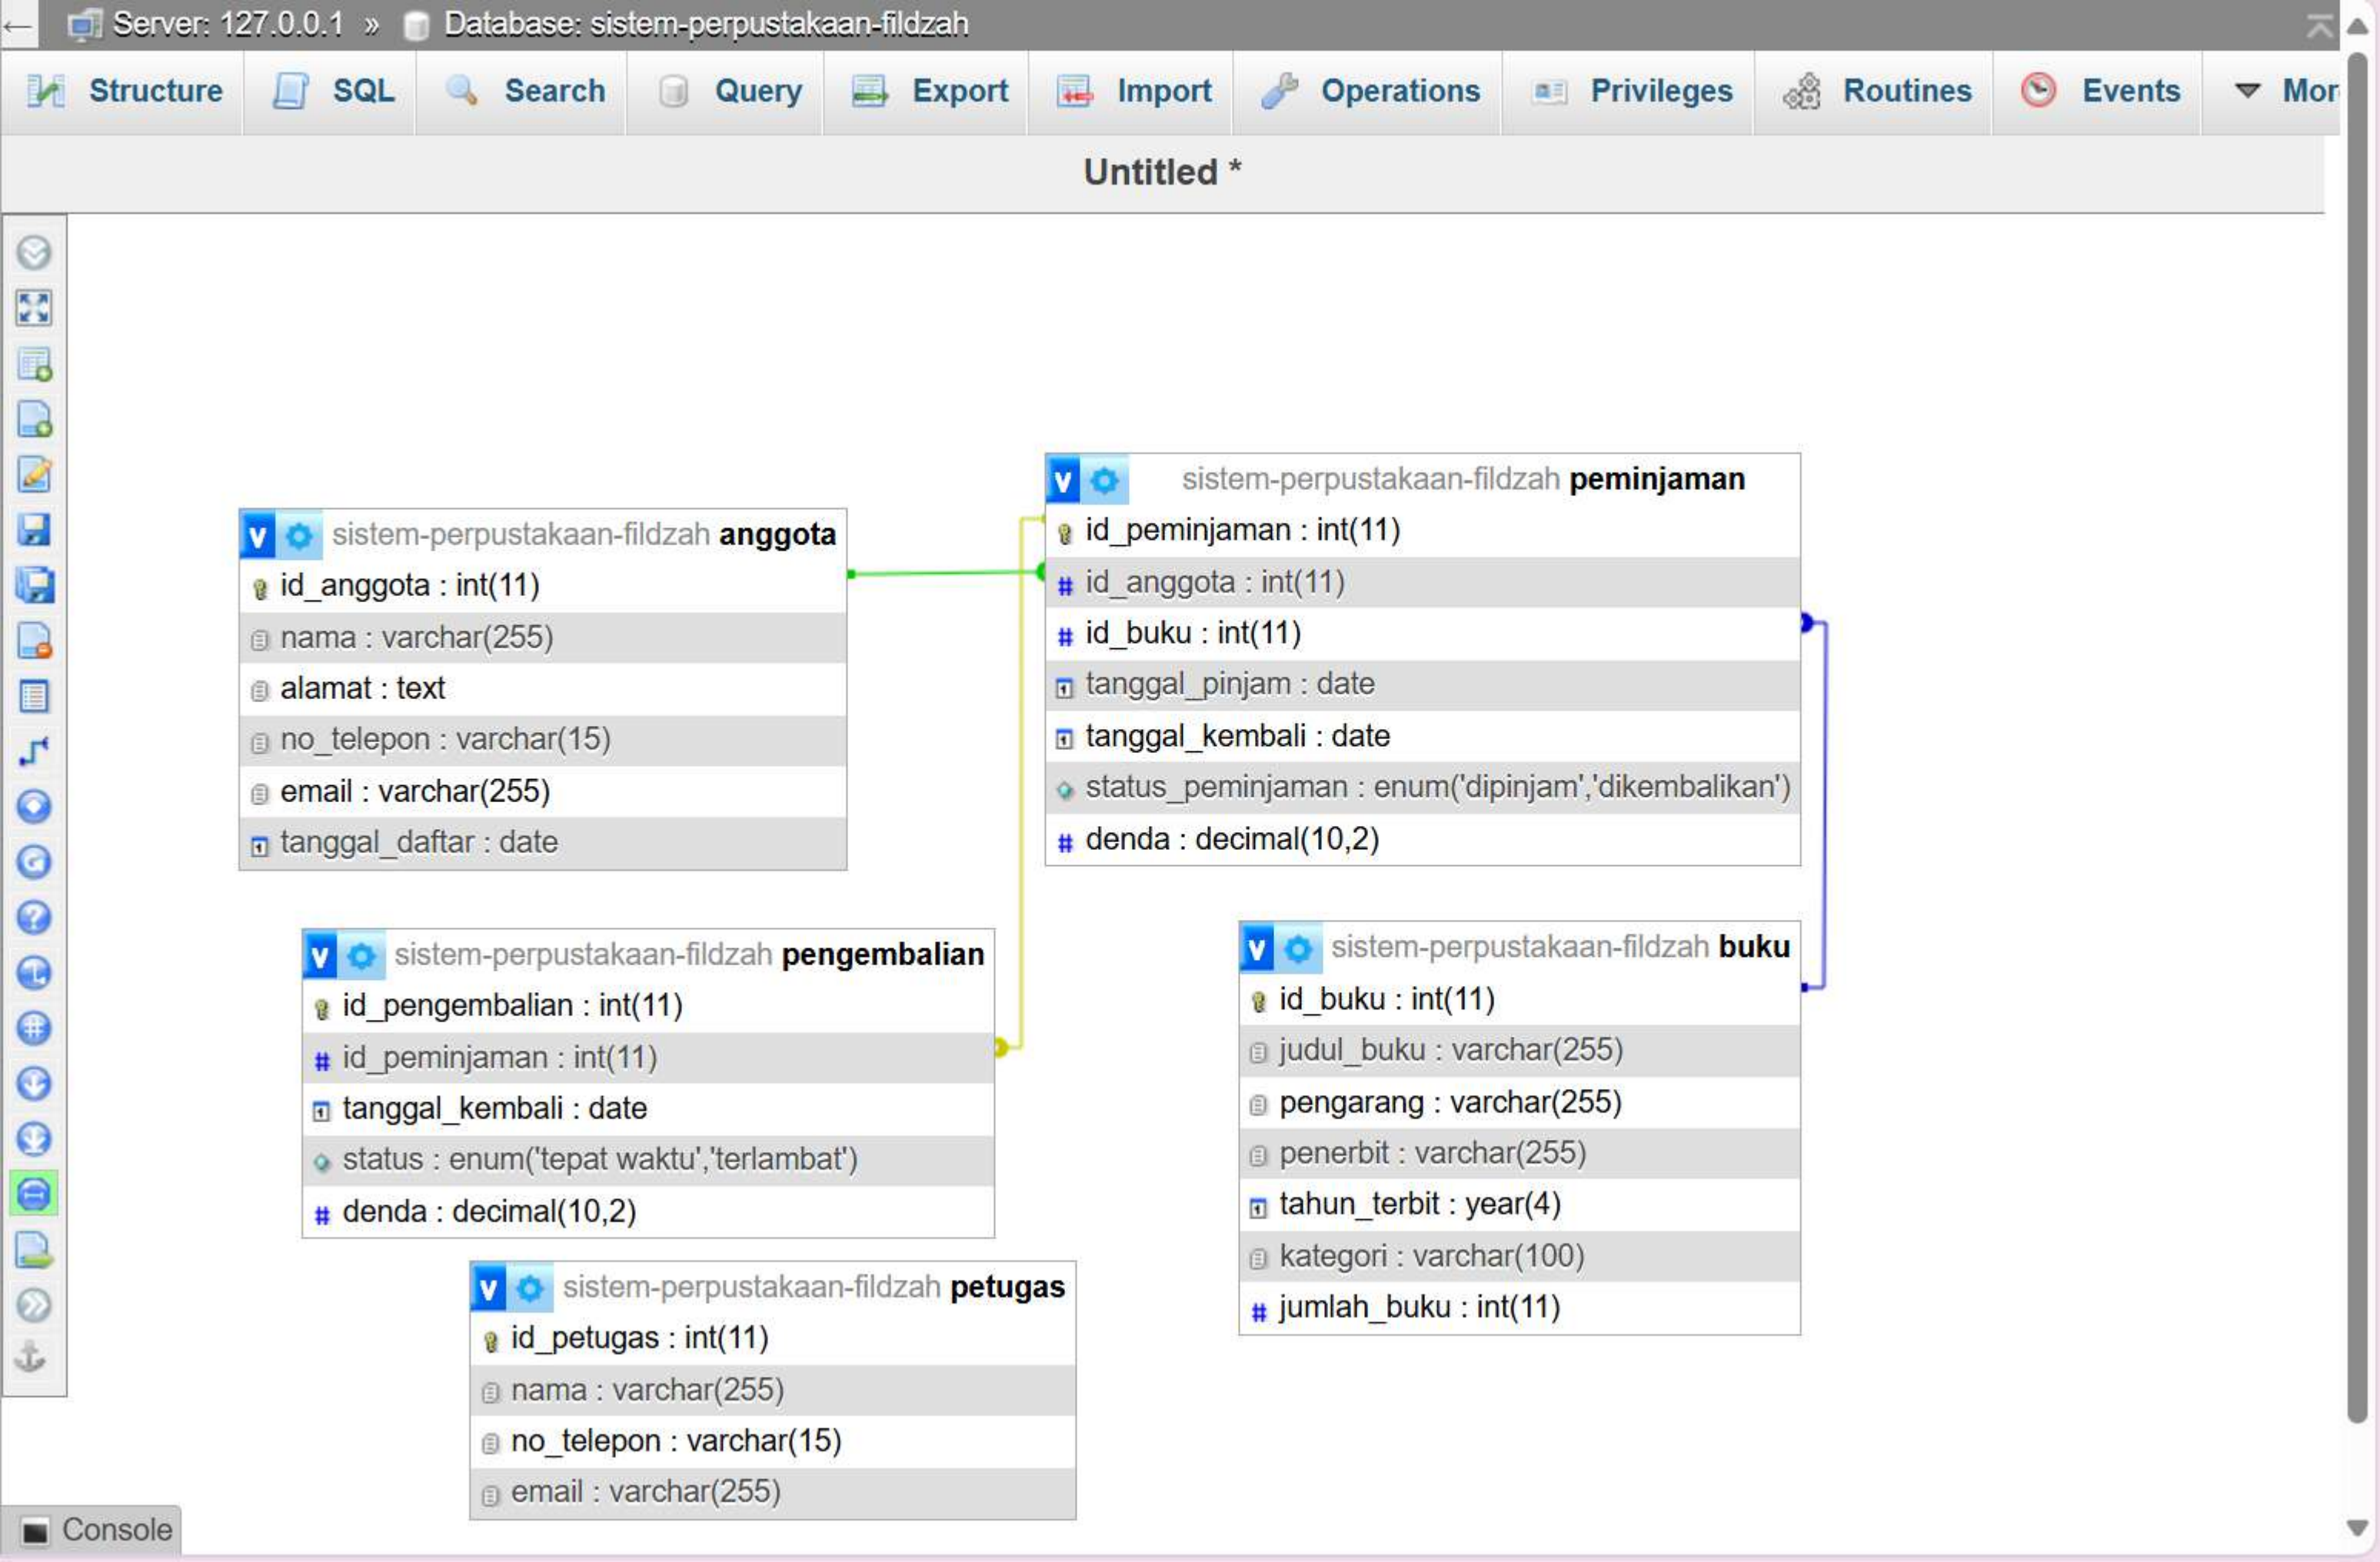 Server: 127.0.0.1 » Database: sistem-perpustakaan-fildzah
Structure SQL Search Query Export Import Operations Privileges Routines Events Mor
Untitled *
sistem-perpustakaan-fildzah anggota
id_anggota : int(11)
nama : varchar(255)
alamat : text
no_telepon : varchar(15)
email : varchar(255)
tanggal_daftar : date
sistem-perpustakaan-fildzah peminjaman
id_peminjaman : int(11)
id_anggota : int(11)
id_buku : int(11)
tanggal_pinjam : date
tanggal_kembali : date
status_peminjaman : enum('dipinjam','dikembalikan')
denda : decimal(10,2)
sistem-perpustakaan-fildzah pengembalian
id_pengembalian : int(11)
id_peminjaman : int(11)
tanggal_kembali : date
status : enum('tepat waktu','terlambat')
denda : decimal(10,2)
sistem-perpustakaan-fildzah buku
id_buku : int(11)
judul_buku : varchar(255)
pengarang : varchar(255)
penerbit : varchar(255)
tahun_terbit : year(4)
kategori : varchar(100)
jumlah_buku : int(11)
sistem-perpustakaan-fildzah petugas
id_petugas : int(11)
nama : varchar(255)
no_telepon : varchar(15)
email : varchar(255)
Console